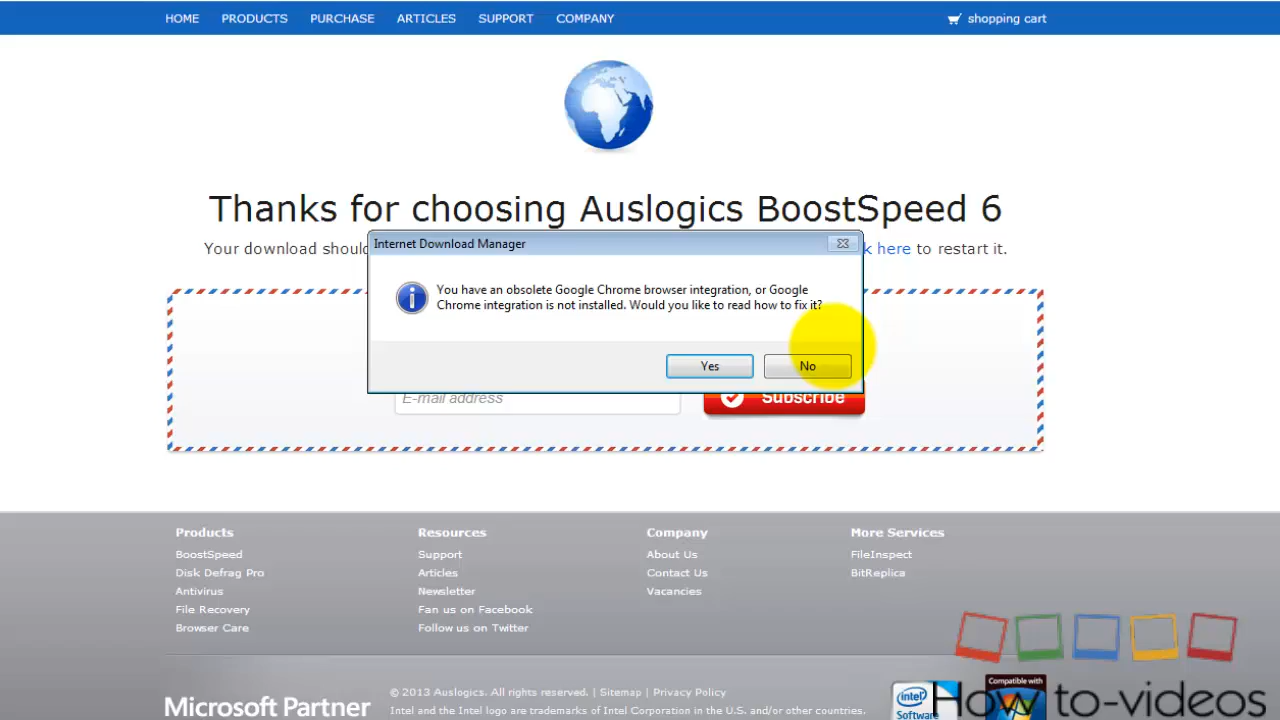 HOME PRODUCTS PURCHASE ARTICLES SUPPORT COMPANY shopping cart
Thanks for choosing Auslogics BoostSpeed 6
Your download shoul k here to restart it.
Internet Download Manager
You have an obsolete Google Chrome browser integration, or Google
Chrome integration is not installed. Would you like to read how to fix it?
Yes No
E-mail address Subscribe
Products Resources Company More Services
BoostSpeed Support About Us FileInspect
Disk Defrag Pro Articles Contact Us BitReplica
Antivirus Newsletter Vacancies
File Recovery Fan us on Facebook
Browser Care Follow us on Twitter
© 2013 Auslogics. All rights reserved. | Sitemap | Privacy Policy
Microsoft Partner Intel and the Intel logo are trademarks of Intel Corporation in the U.S. and/or other countries.
intel Software
Compatible with
How to-videos